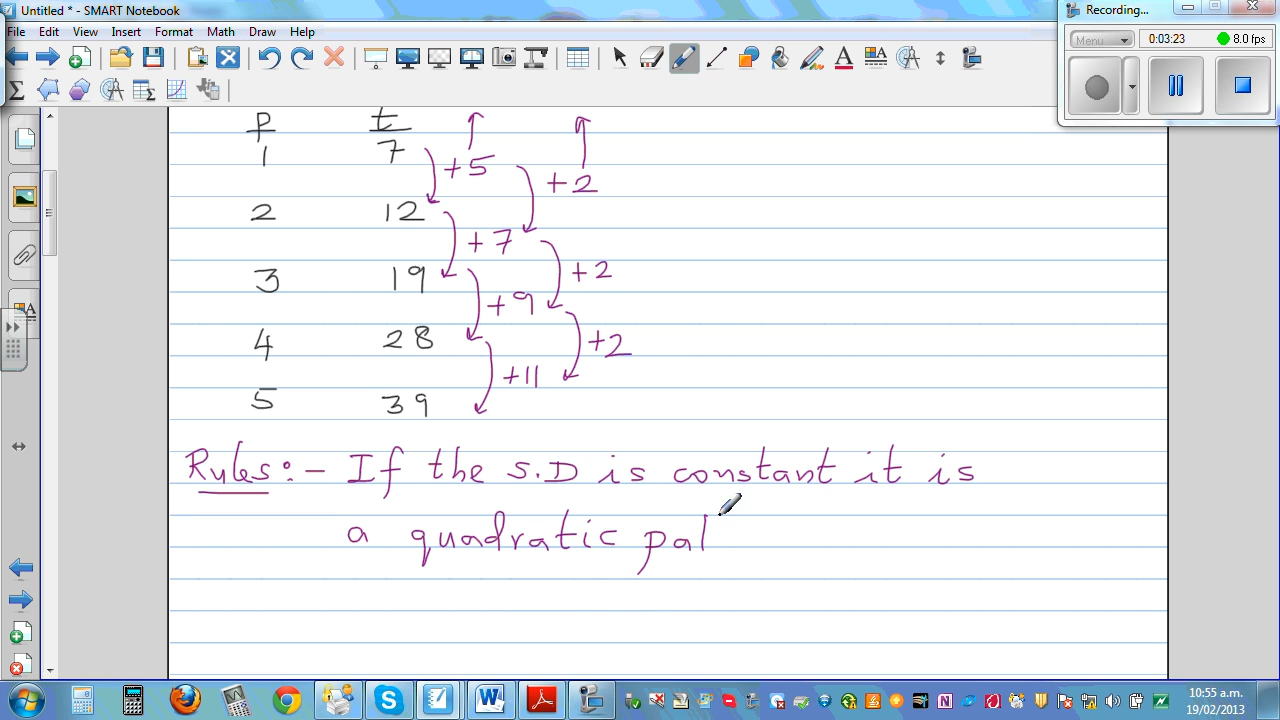 Untitled * - SMART Notebook
Recording...
File Edit View Insert Format Math Draw Help
Menu 00:03:23 8.0 fps
p t
1 7 +5 +2
2 12 +7
3 19 +2
+9
4 28 +2
+11
5 39
Rules:- If the S.D is constant it is
a quadratic pal
10:55 a.m.
19/02/2013